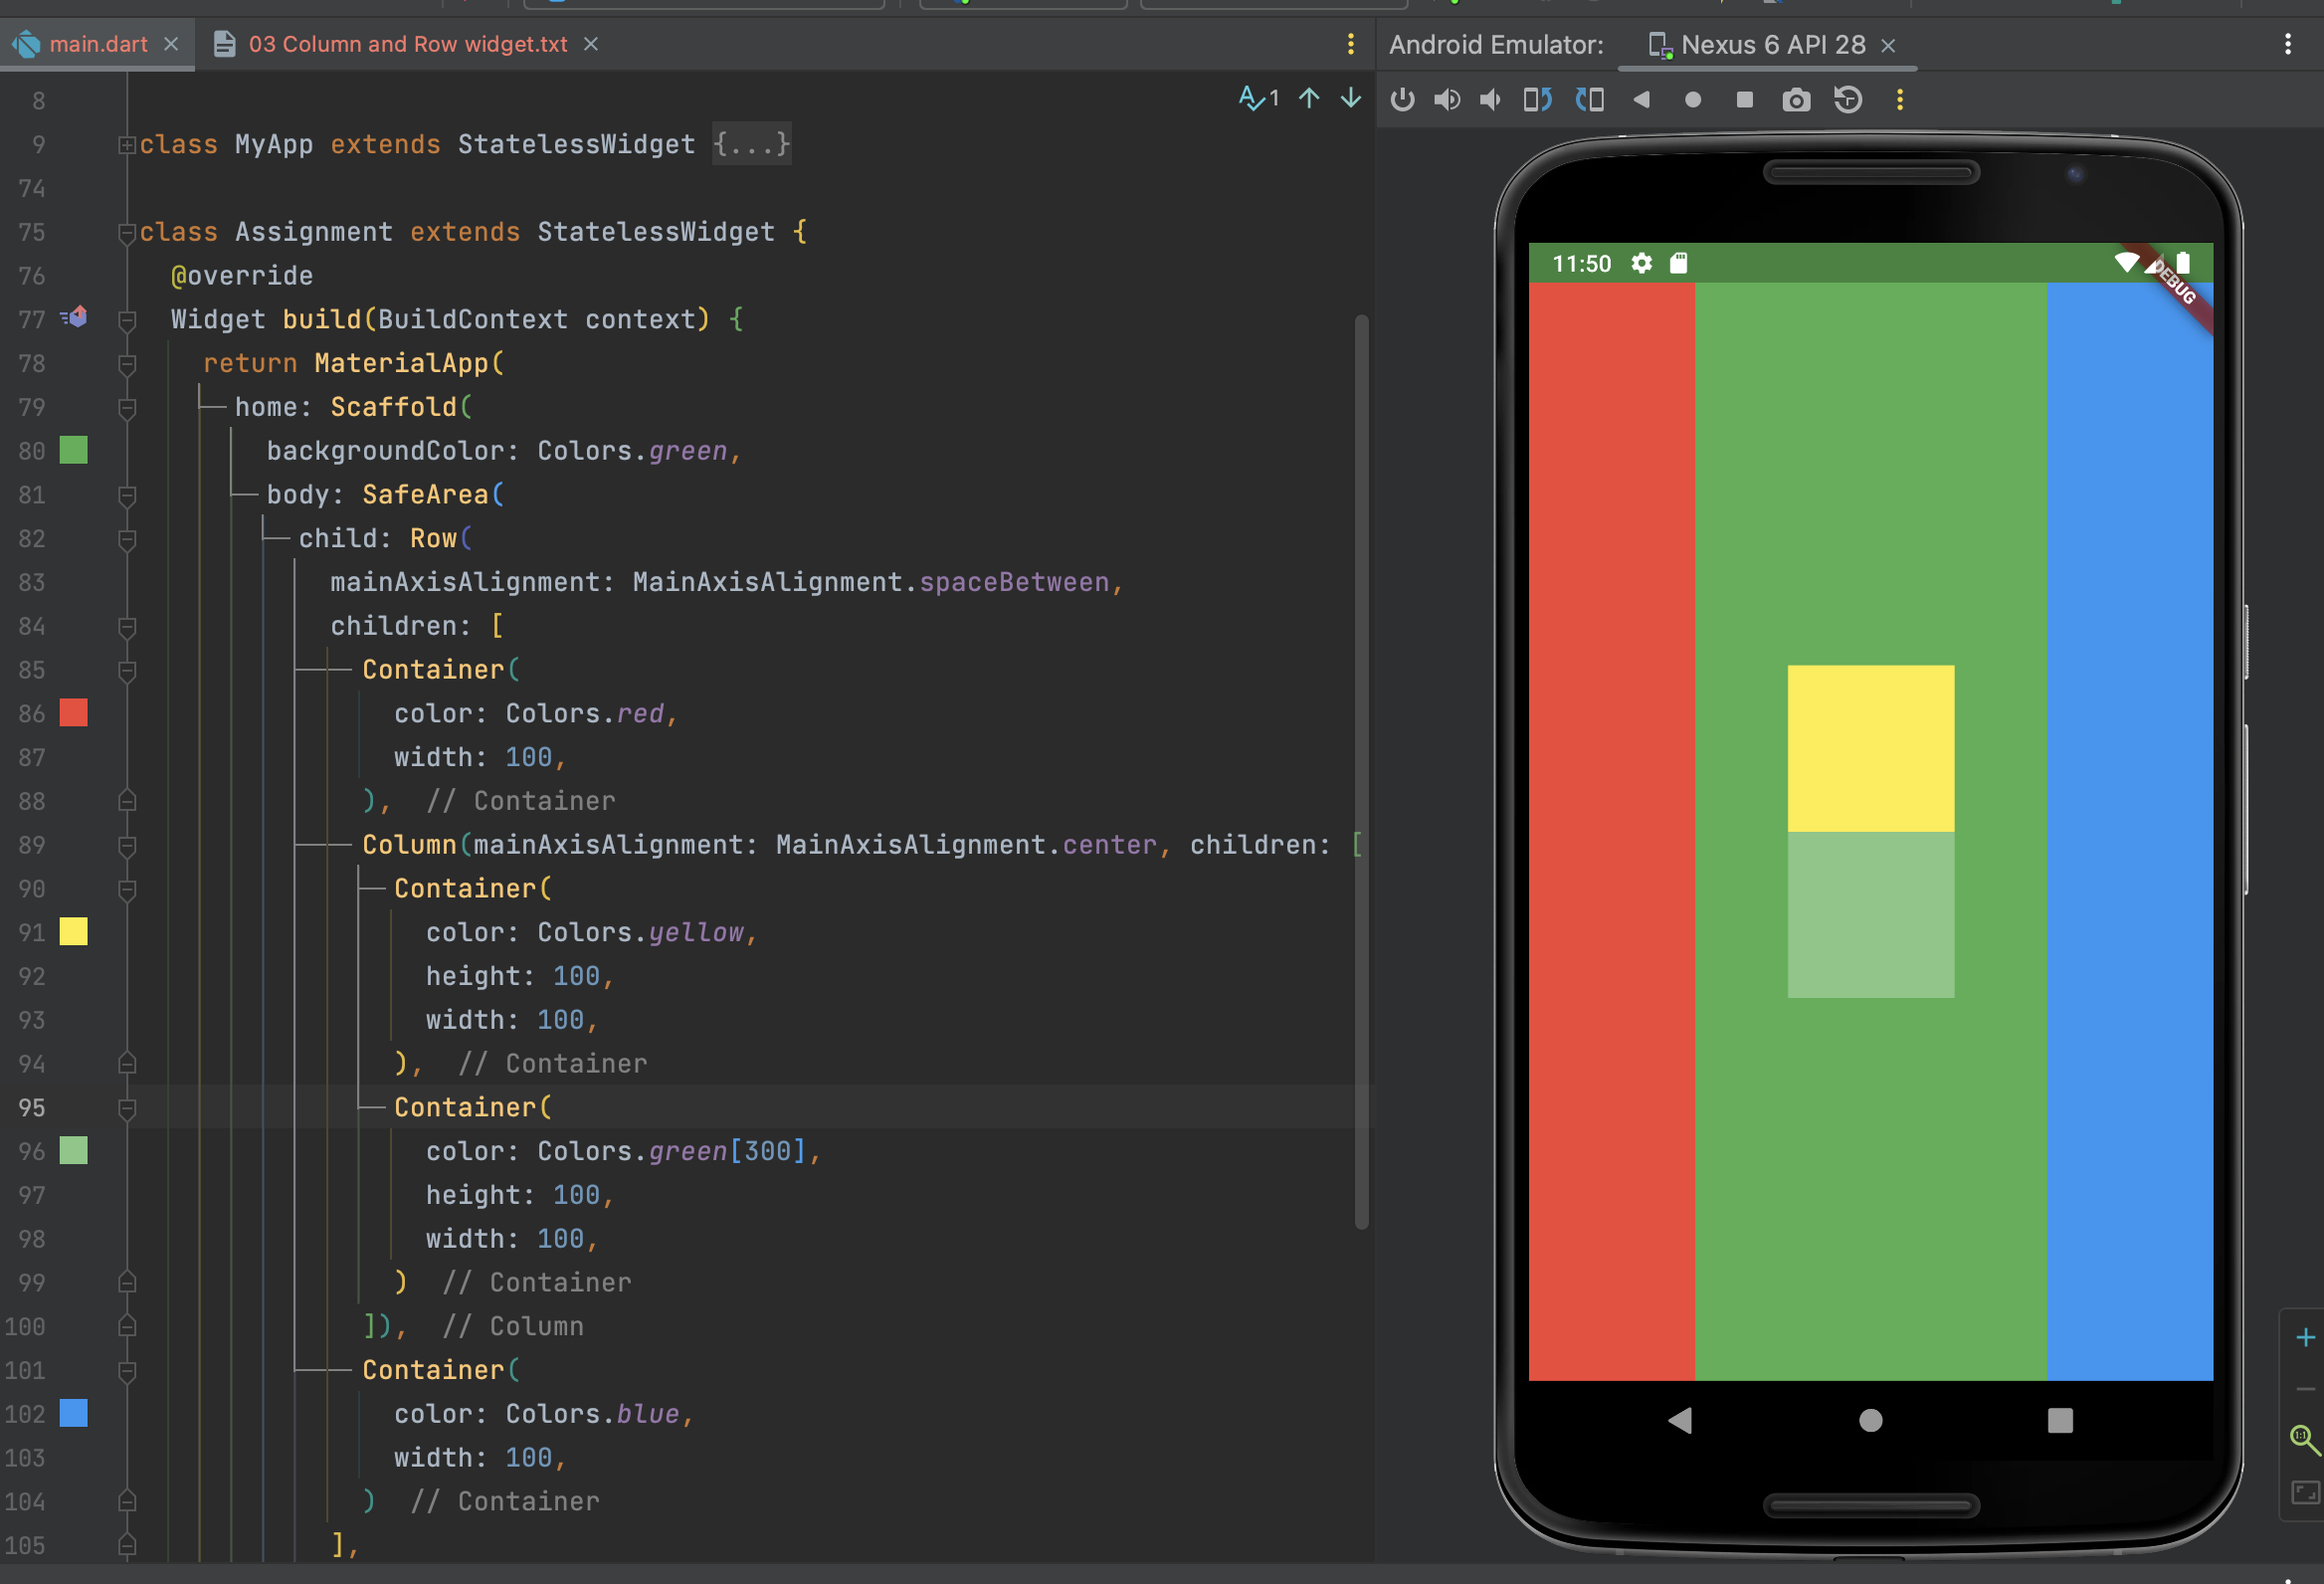 main.dart
03 Column and Row widget.txt
Android Emulator:
Nexus 6 API 28
1
8
9 class MyApp extends StatelessWidget {...}
74
75 class Assignment extends StatelessWidget {
76 @override
77 Widget build(BuildContext context) {
78 return MaterialApp(
79 home: Scaffold(
80 backgroundColor: Colors.green,
81 body: SafeArea(
82 child: Row(
83 mainAxisAlignment: MainAxisAlignment.spaceBetween,
84 children: [
85 Container(
86 color: Colors.red,
87 width: 100,
88 ), // Container
89 Column(mainAxisAlignment: MainAxisAlignment.center, children: [
90 Container(
91 color: Colors.yellow,
92 height: 100,
93 width: 100,
94 ), // Container
95 Container(
96 color: Colors.green[300],
97 height: 100,
98 width: 100,
99 ) // Container
100 ]), // Column
101 Container(
102 color: Colors.blue,
103 width: 100,
104 ) // Container
105 ],
11:50
DEBUG
1:1